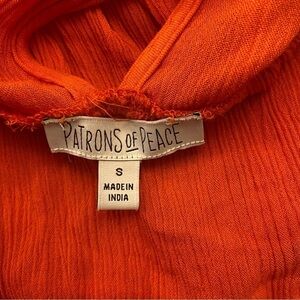 PATRONS OF PEACE
S
MADE IN
INDIA